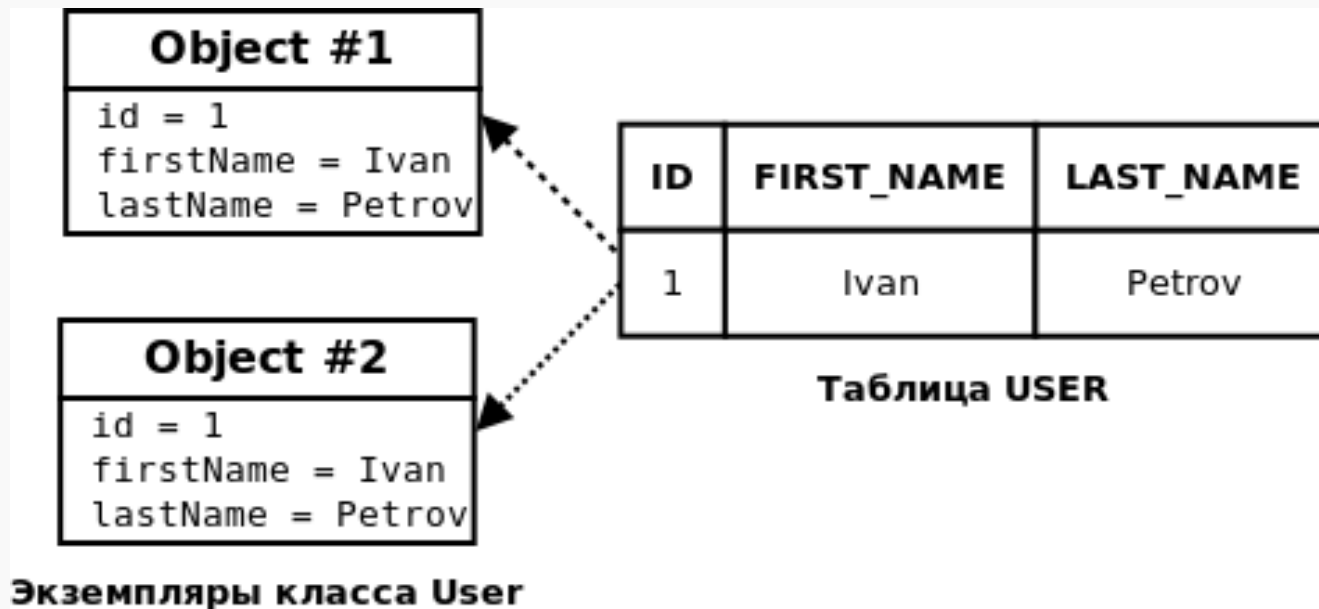 Object #1
id = 1
firstName = Ivan
lastName = Petrov
ID FIRST_NAME LAST_NAME
1 Ivan Petrov
Таблица USER
Object #2
id = 1
firstName = Ivan
lastName = Petrov
Экземпляры класса User